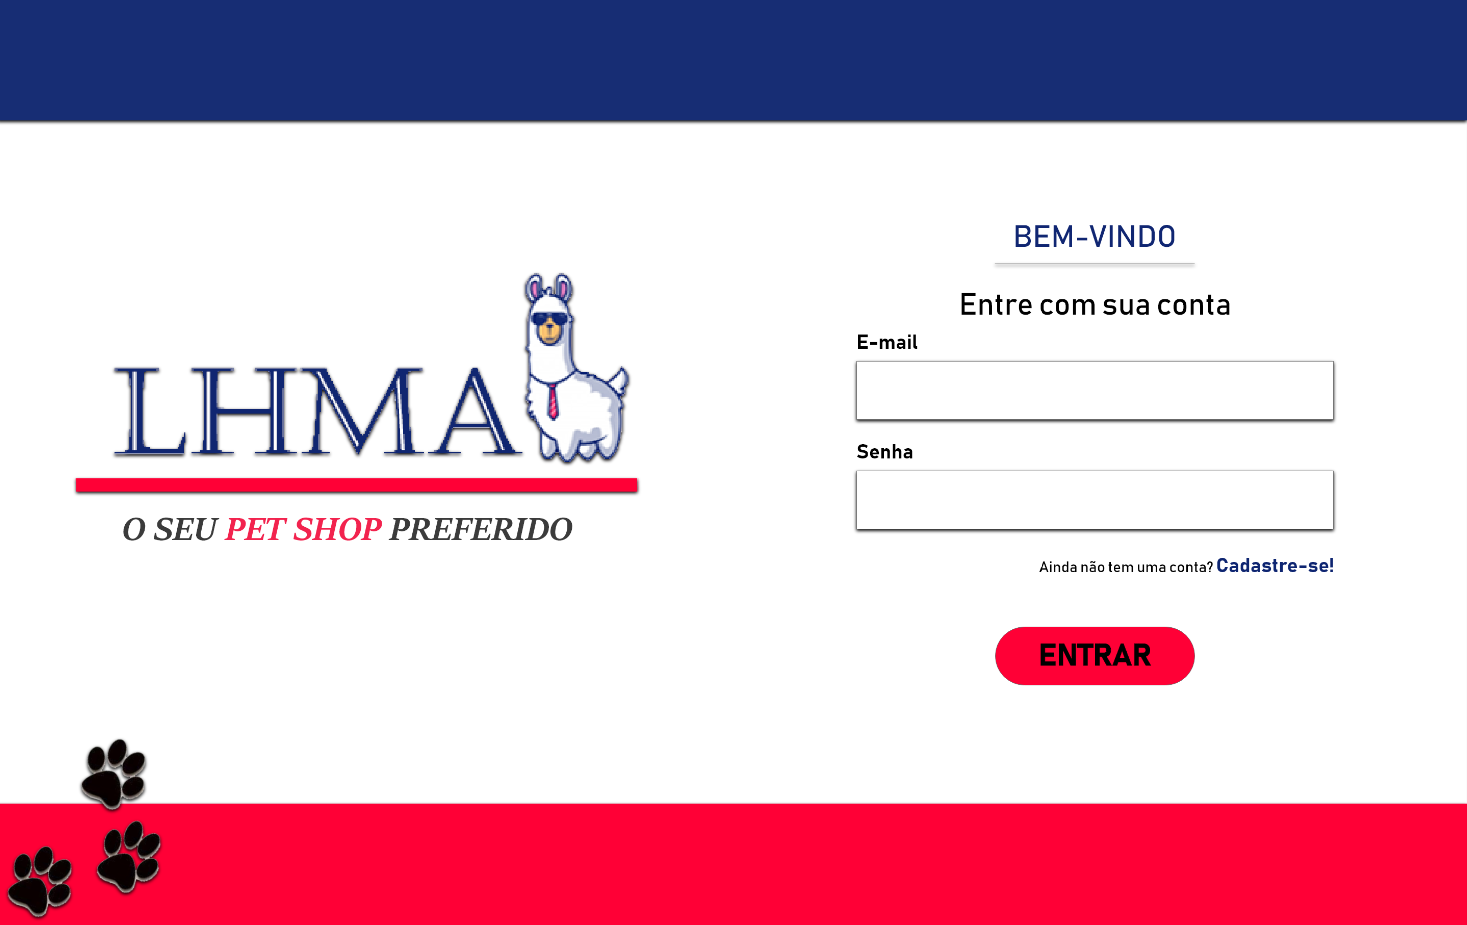 LHMA
O SEU PET SHOP PREFERIDO
BEM-VINDO
Entre com sua conta
E-mail
Senha
Ainda não tem uma conta? Cadastre-se!
ENTRAR